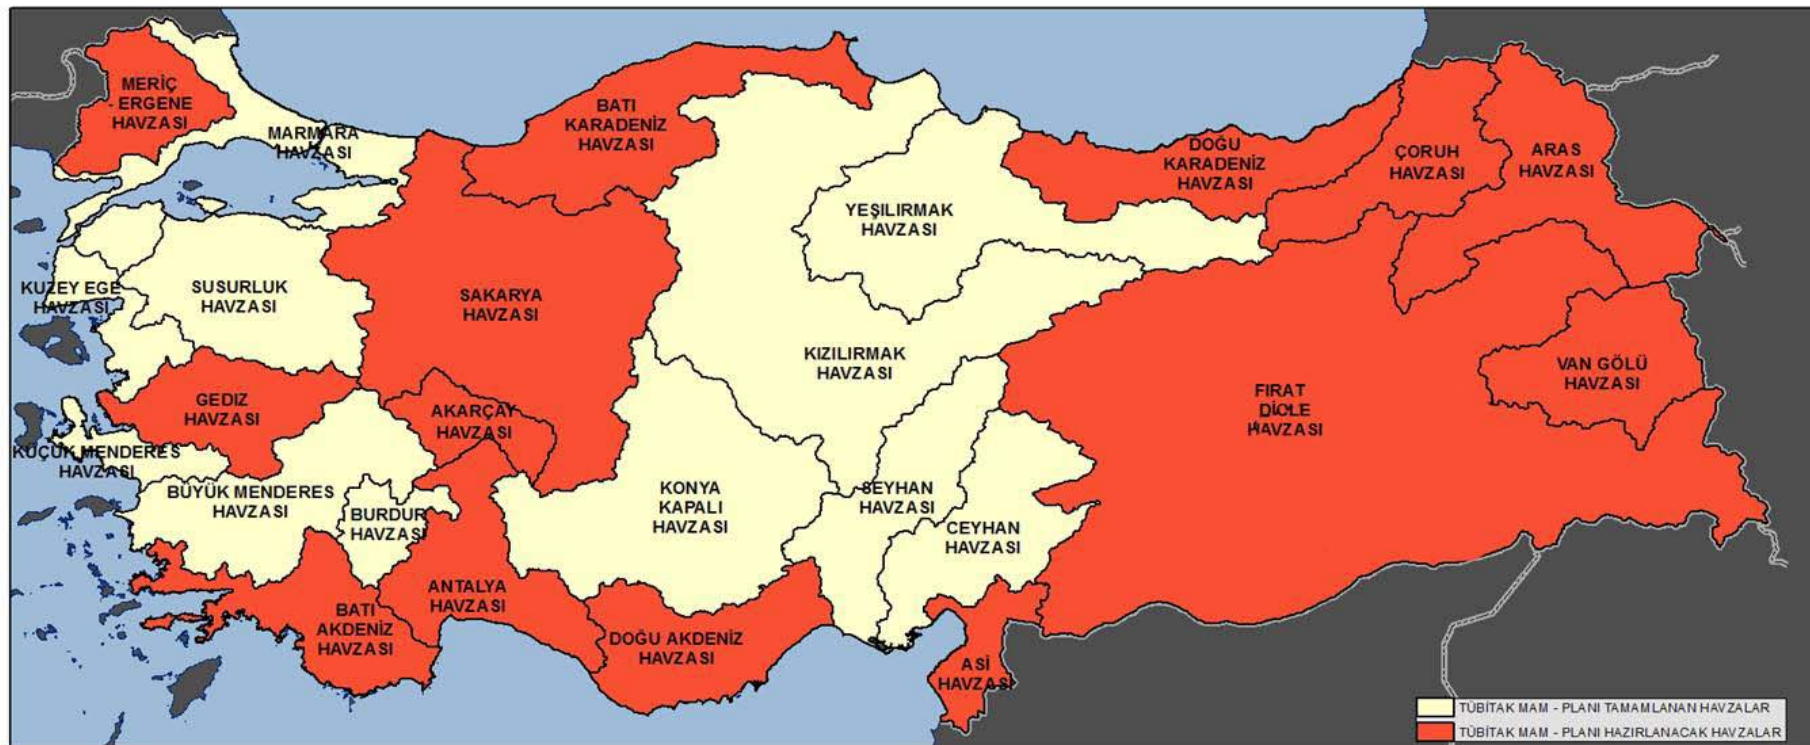 MERİÇ
- ERGENE
HAVZASI
MARMARA
HAVZASI
BATI
KARADENİZ
HAVZASI
DOĞU
KARADENİZ
HAVZASI
ÇORUH
HAVZASI
ARAS
HAVZASI
YEŞİLIRMAK
HAVZASI
KUZEY EGE
HAVZASI
SUSURLUK
HAVZASI
SAKARYA
HAVZASI
KIZILIRMAK
HAVZASI
VAN GÖLÜ
HAVZASI
GEDIZ
HAVZASI
AKARÇAY
HAVZASI
FIRAT
DİCLE
HAVZASI
KÜÇÜK MENDERES
HAVZASI
BÜYÜK MENDERES
HAVZASI
BURDUR
HAVZASI
KONYA
KAPALI
HAVZASI
SEYHAN
HAVZASI
CEYHAN
HAVZASI
ANTALYA
HAVZASI
BATI
AKDENİZ
HAVZASI
DOĞU AKDENİZ
HAVZASI
ASİ
HAVZASI
TÜBİTAK MAM - PLANI TAMAMLANAN HAVZALAR
TÜBİTAK MAM - PLANI HAZIRLANACAK HAVZALAR